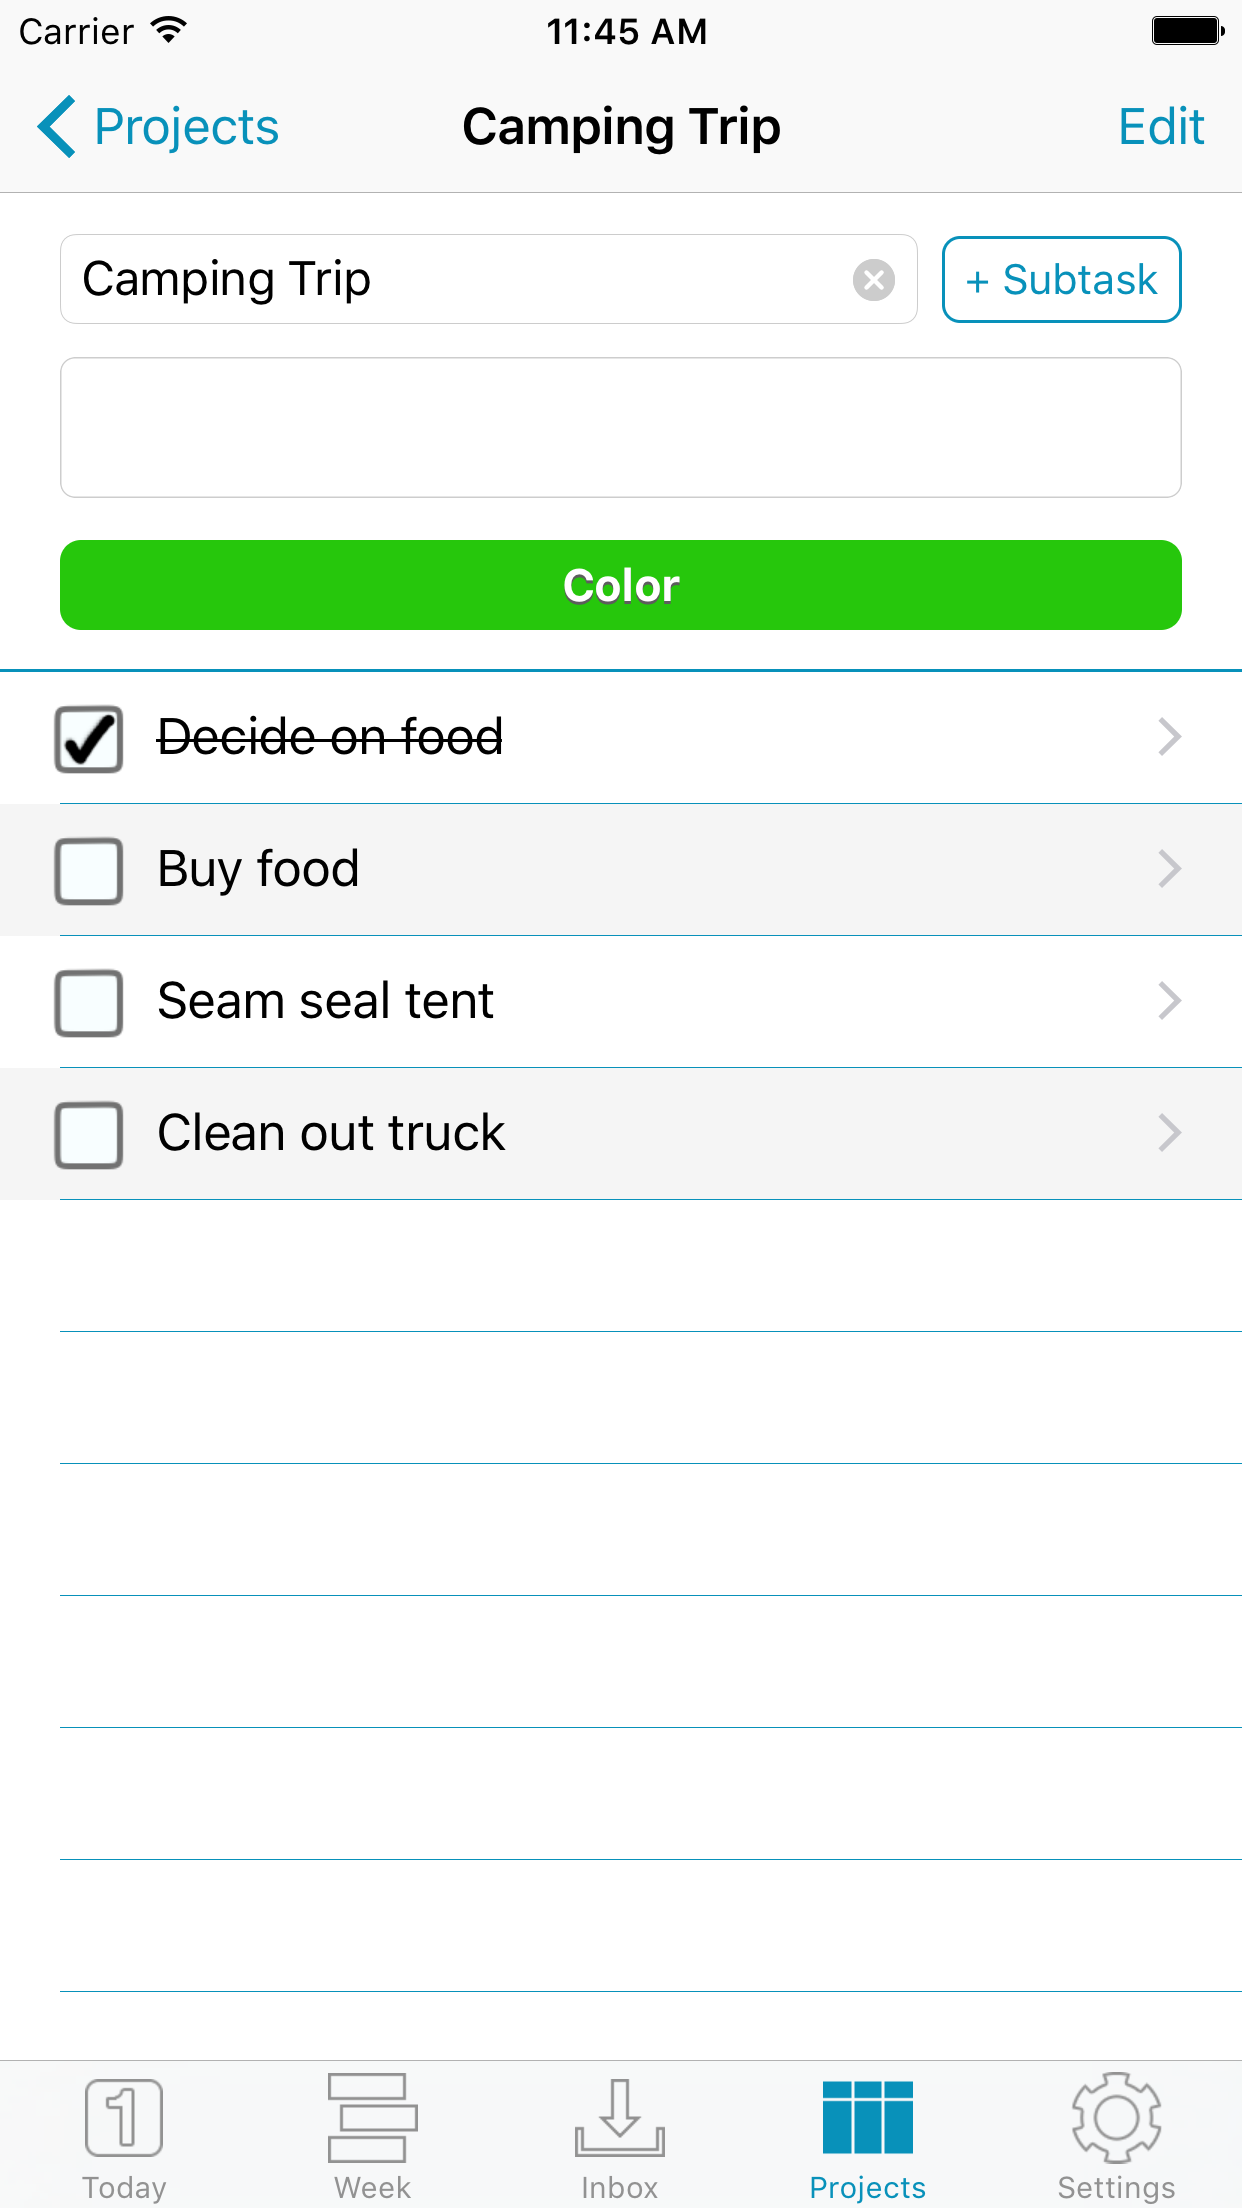 Carrier 11:45 AM
Projects Camping Trip Edit
Camping Trip + Subtask
Color
Decide on food
Buy food
Seam seal tent
Clean out truck
1
Today Week Inbox Projects Settings